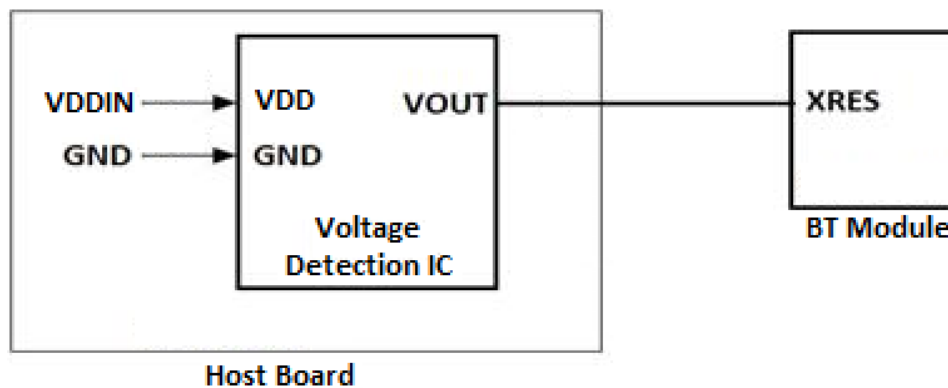 VDDIN
VDD
VOUT
XRES
GND
GND
Voltage
Detection IC
BT Module
Host Board